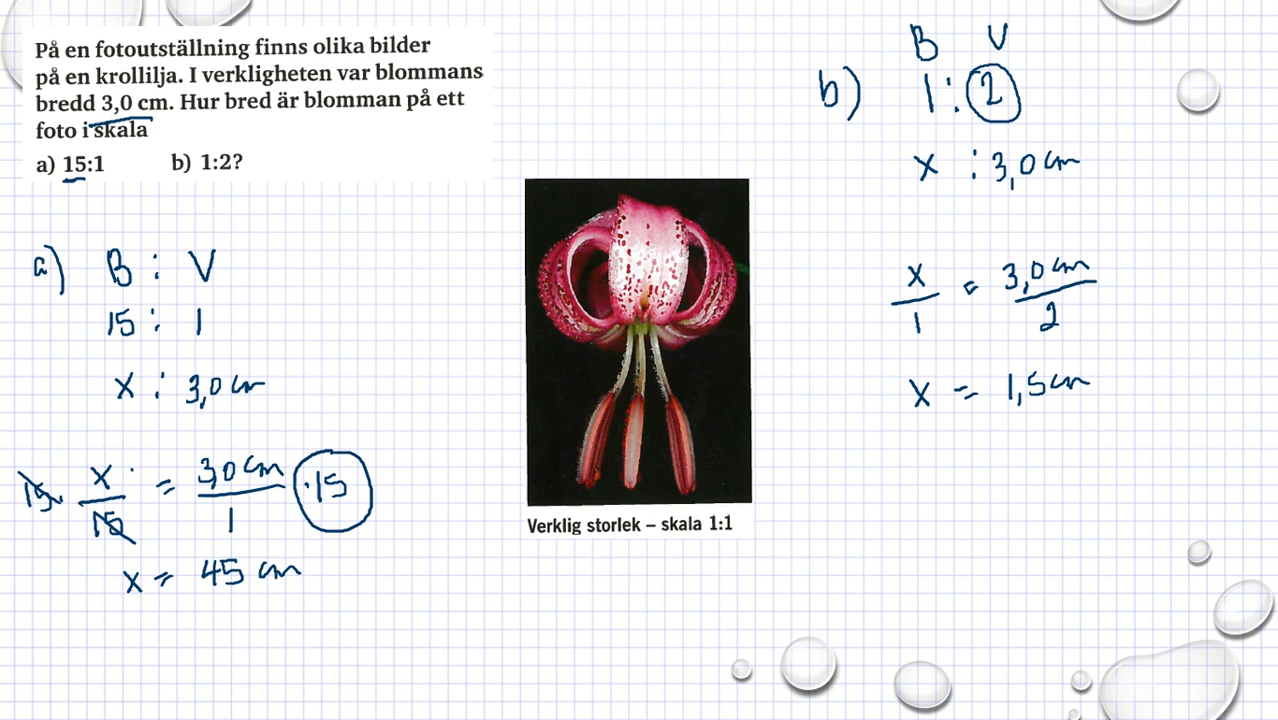 På en fotoutställning finns olika bilder
på en krollilja. I verkligheten var blommans
bredd 3,0 cm. Hur bred är blomman på ett
foto i skala
a) 15:1 b) 1:2?
a) B : V
15 : 1
x : 3,0 cm
15 · x / 15 = 3,0 cm / 1 · 15
x = 45 cm
Verklig storlek – skala 1:1
B V
b) 1 : 2
x : 3,0 cm
x / 1 = 3,0 cm / 2
x = 1,5 cm